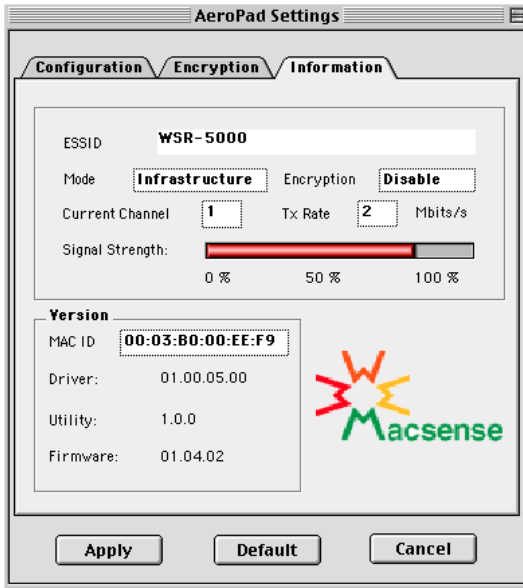 AeroPad Settings
Configuration Encryption Information
ESSID WSR-5000
Mode Infrastructure Encryption Disable
Current Channel 1 Tx Rate 2 Mbits/s
Signal Strength:
0 % 50 % 100 %
Version
MAC ID 00:03:B0:00:EE:F9
Driver: 01.00.05.00
Utility: 1.0.0
Firmware: 01.04.02
Macsense
Apply Default Cancel